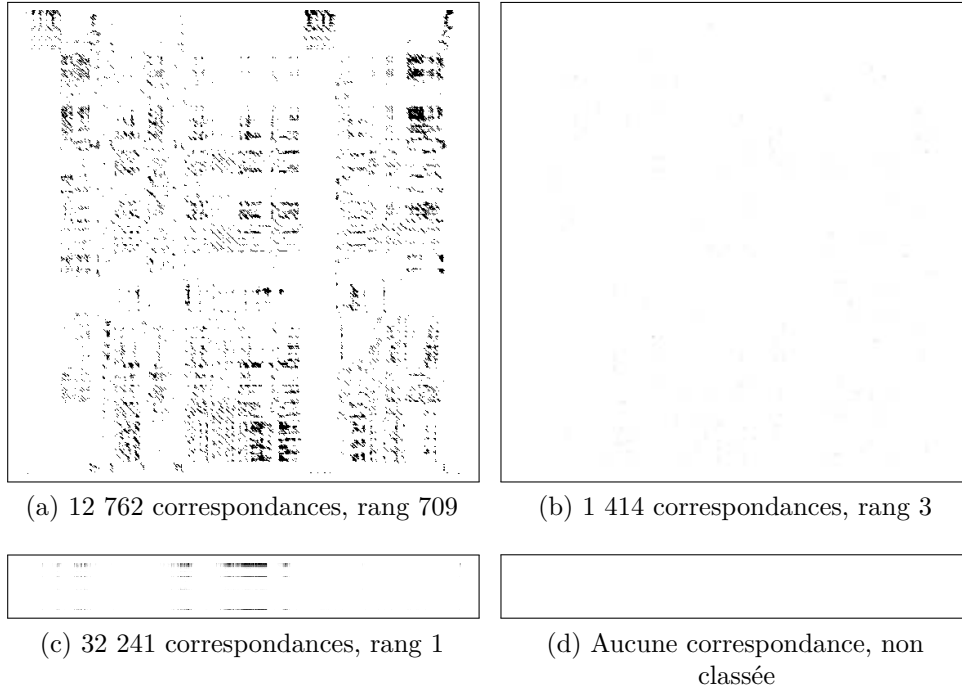 (a) 12 762 correspondances, rang 709
(b) 1 414 correspondances, rang 3
(c) 32 241 correspondances, rang 1
(d) Aucune correspondance, non
classée